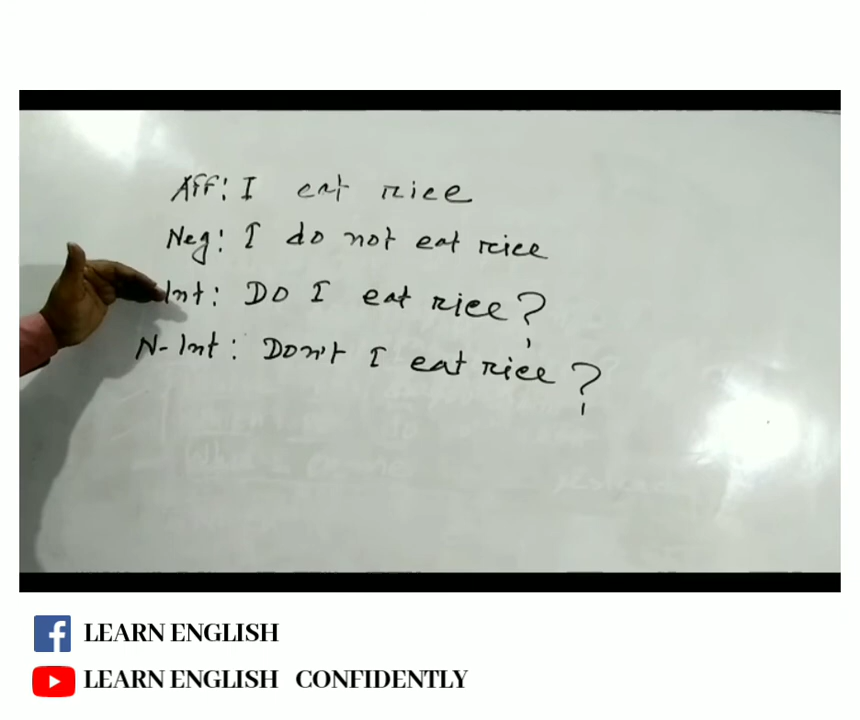 Aff: I eat rice
Neg: I do not eat rice
Int: DO I eat rice?
N-Int: Don't I eat rice?
LEARN ENGLISH
LEARN ENGLISH CONFIDENTLY